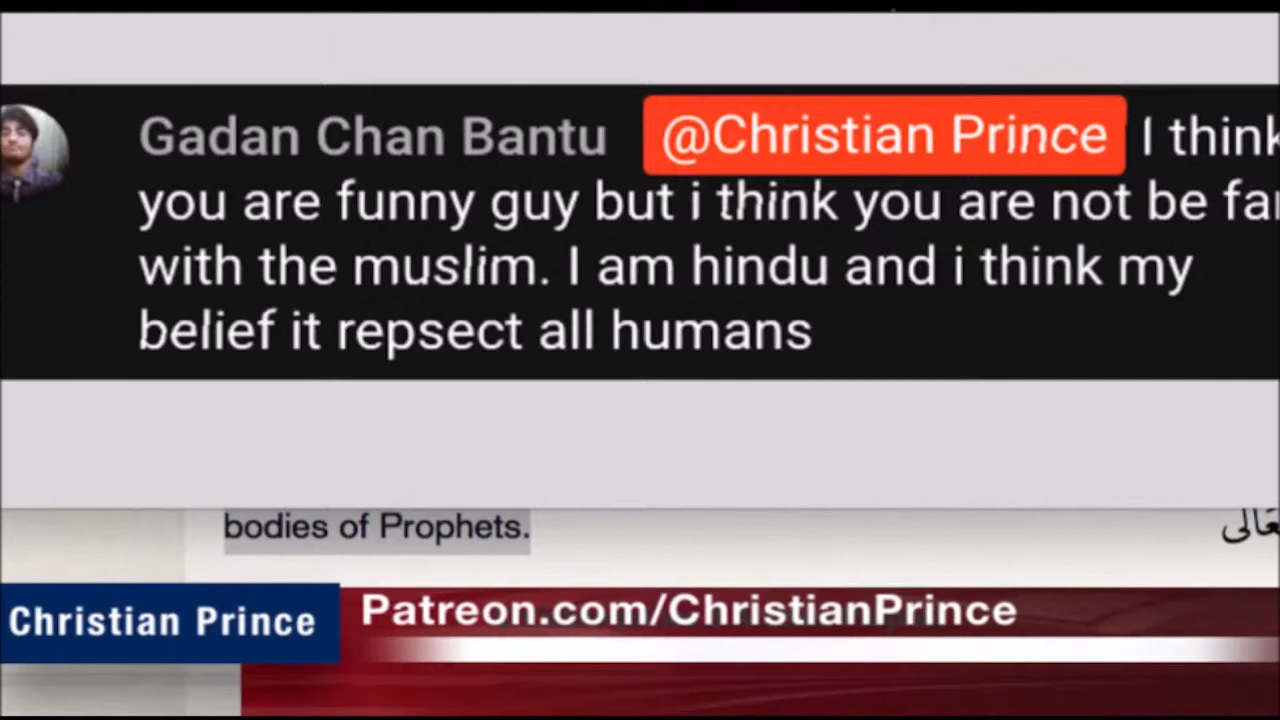 Gadan Chan Bantu @Christian Prince I think
you are funny guy but i think you are not be
with the muslim. I am hindu and i think my
belief it repsect all humans
bodies of Prophets.
Christian Prince
Patreon.com/ChristianPrince